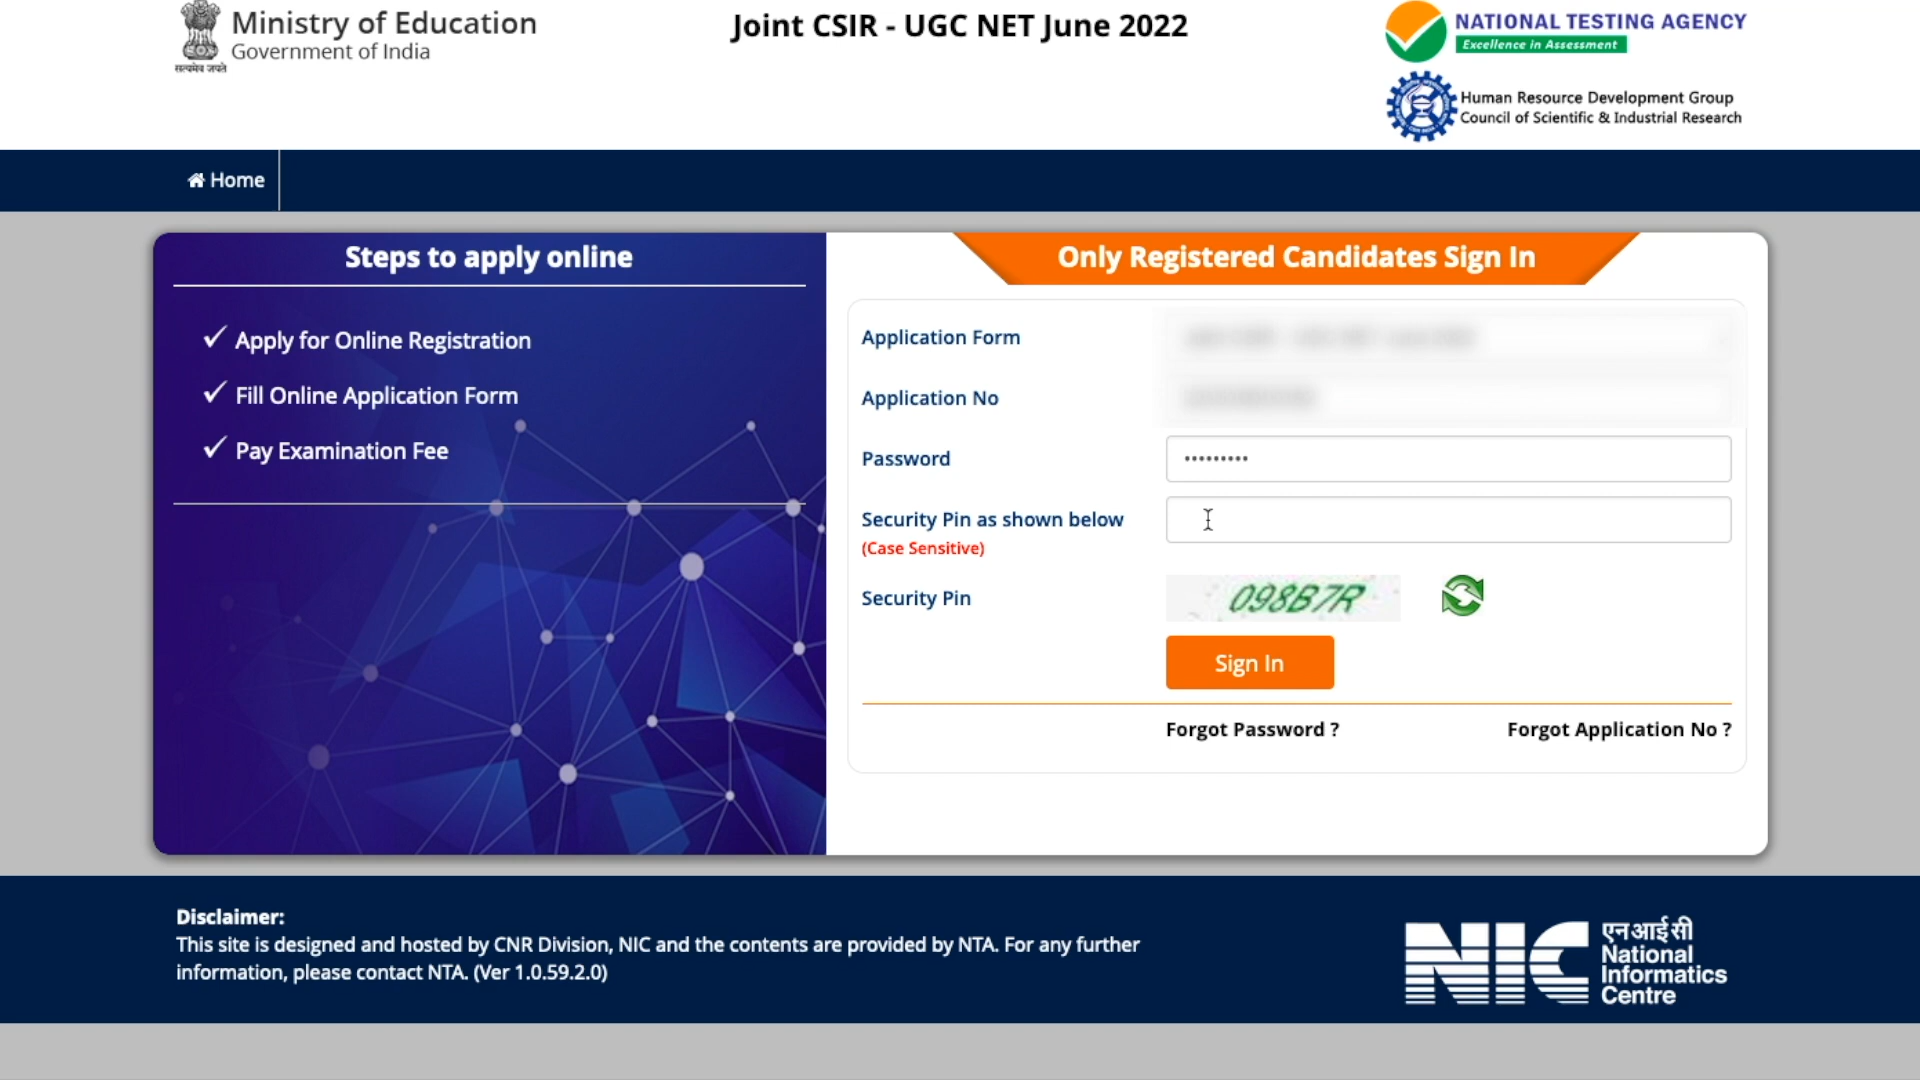 Ministry of Education
Government of India
सत्यमेव जयते
Joint CSIR - UGC NET June 2022
NATIONAL TESTING AGENCY
Excellence in Assessment
Human Resource Development Group
Council of Scientific & Industrial Research
Home
Steps to apply online
Apply for Online Registration
Fill Online Application Form
Pay Examination Fee
Only Registered Candidates Sign In
Application Form
Application No
Password
Security Pin as shown below
(Case Sensitive)
Security Pin
098B7R
Sign In
Forgot Password ?
Forgot Application No ?
Disclaimer:
This site is designed and hosted by CNR Division, NIC and the contents are provided by NTA. For any further
information, please contact NTA. (Ver 1.0.59.2.0)
NIC
एन आई सी
National
Informatics
Centre